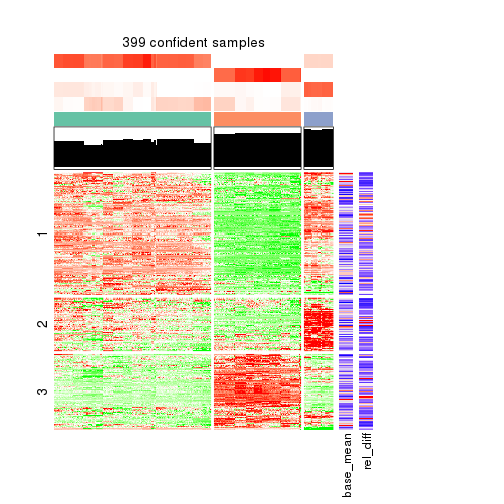 399 confident samples
1
2
3
base_mean
rel_diff